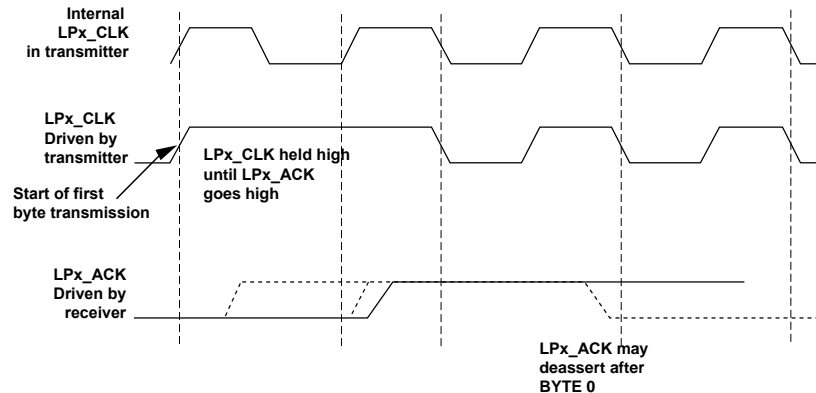 Internal
LPx_CLK
in transmitter
LPx_CLK
Driven by
transmitter
LPx_CLK held high
until LPx_ACK
goes high
Start of first
byte transmission
LPx_ACK
Driven by
receiver
LPx_ACK may
deassert after
BYTE 0